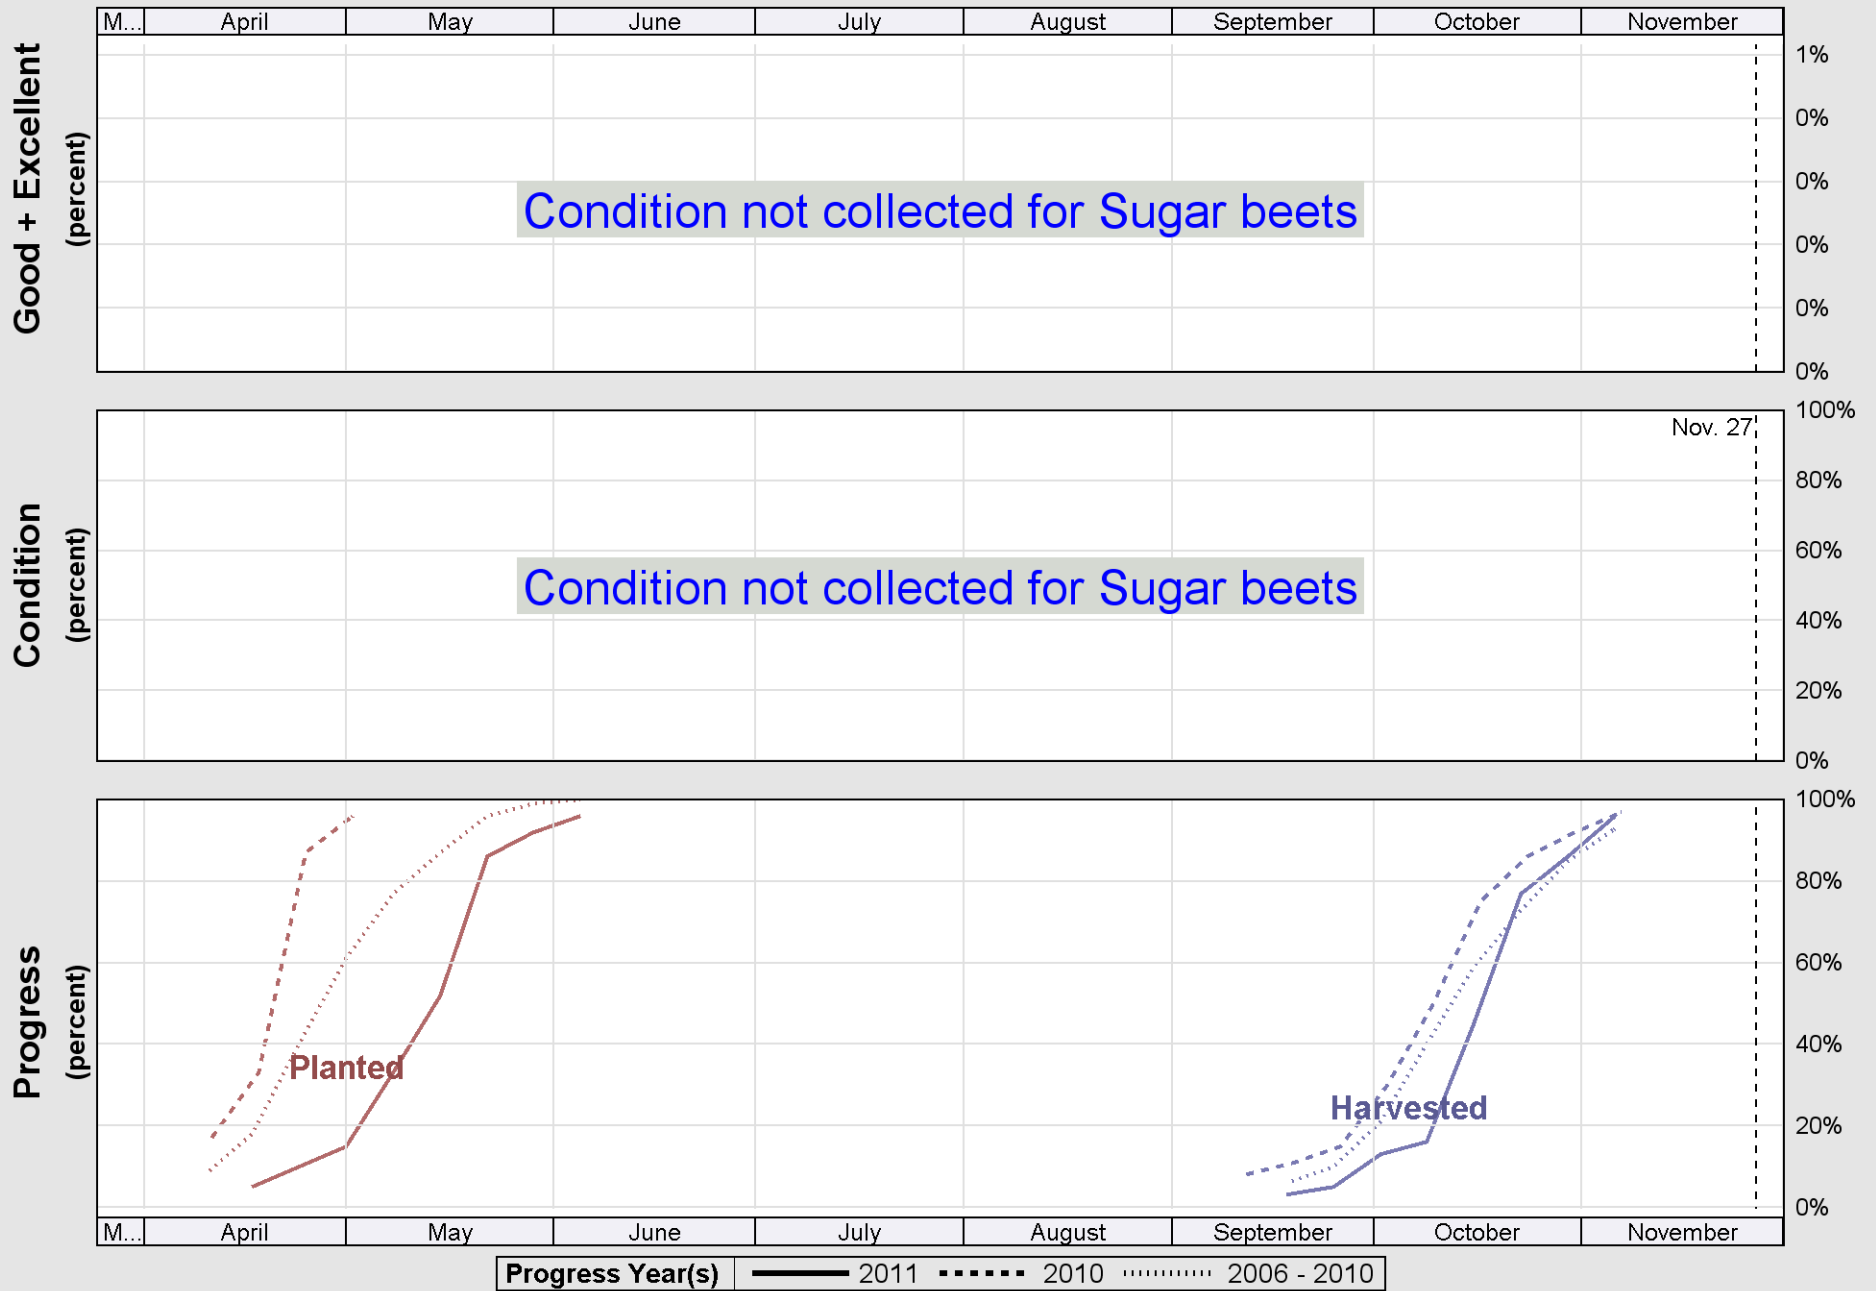 M... April May June July August September October November
Good + Excellent
(percent)
1%
0%
0%
0%
0%
0%
Condition not collected for Sugar beets
Condition
(percent)
100%
80%
60%
40%
20%
0%
Nov. 27
Condition not collected for Sugar beets
Progress
(percent)
100%
80%
60%
40%
20%
0%
Planted
Harvested
M... April May June July August September October November
Progress Year(s) 2011 2010 2006 - 2010